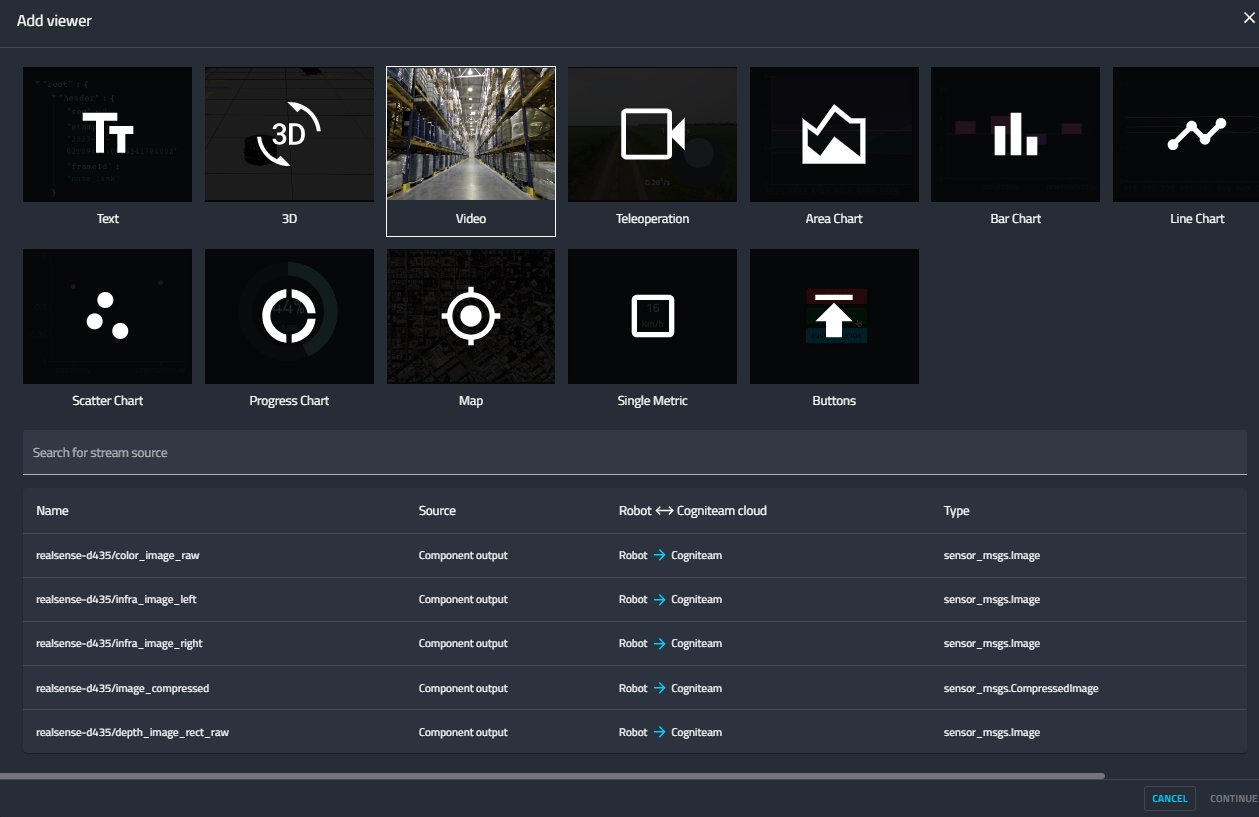 Add viewer
Text
3D
3D
Video
Teleoperation
Area Chart
Bar Chart
Line Chart
Scatter Chart
Progress Chart
Map
Single Metric
Buttons
Search for stream source
Name Source Robot ↔ Cogniteam cloud Type
realsense-d435/color_image_raw Component output Robot → Cogniteam sensor_msgs.Image
realsense-d435/infra_image_left Component output Robot → Cogniteam sensor_msgs.Image
realsense-d435/infra_image_right Component output Robot → Cogniteam sensor_msgs.Image
realsense-d435/image_compressed Component output Robot → Cogniteam sensor_msgs.CompressedImage
realsense-d435/depth_image_rect_raw Component output Robot → Cogniteam sensor_msgs.Image
CANCEL CONTINUE